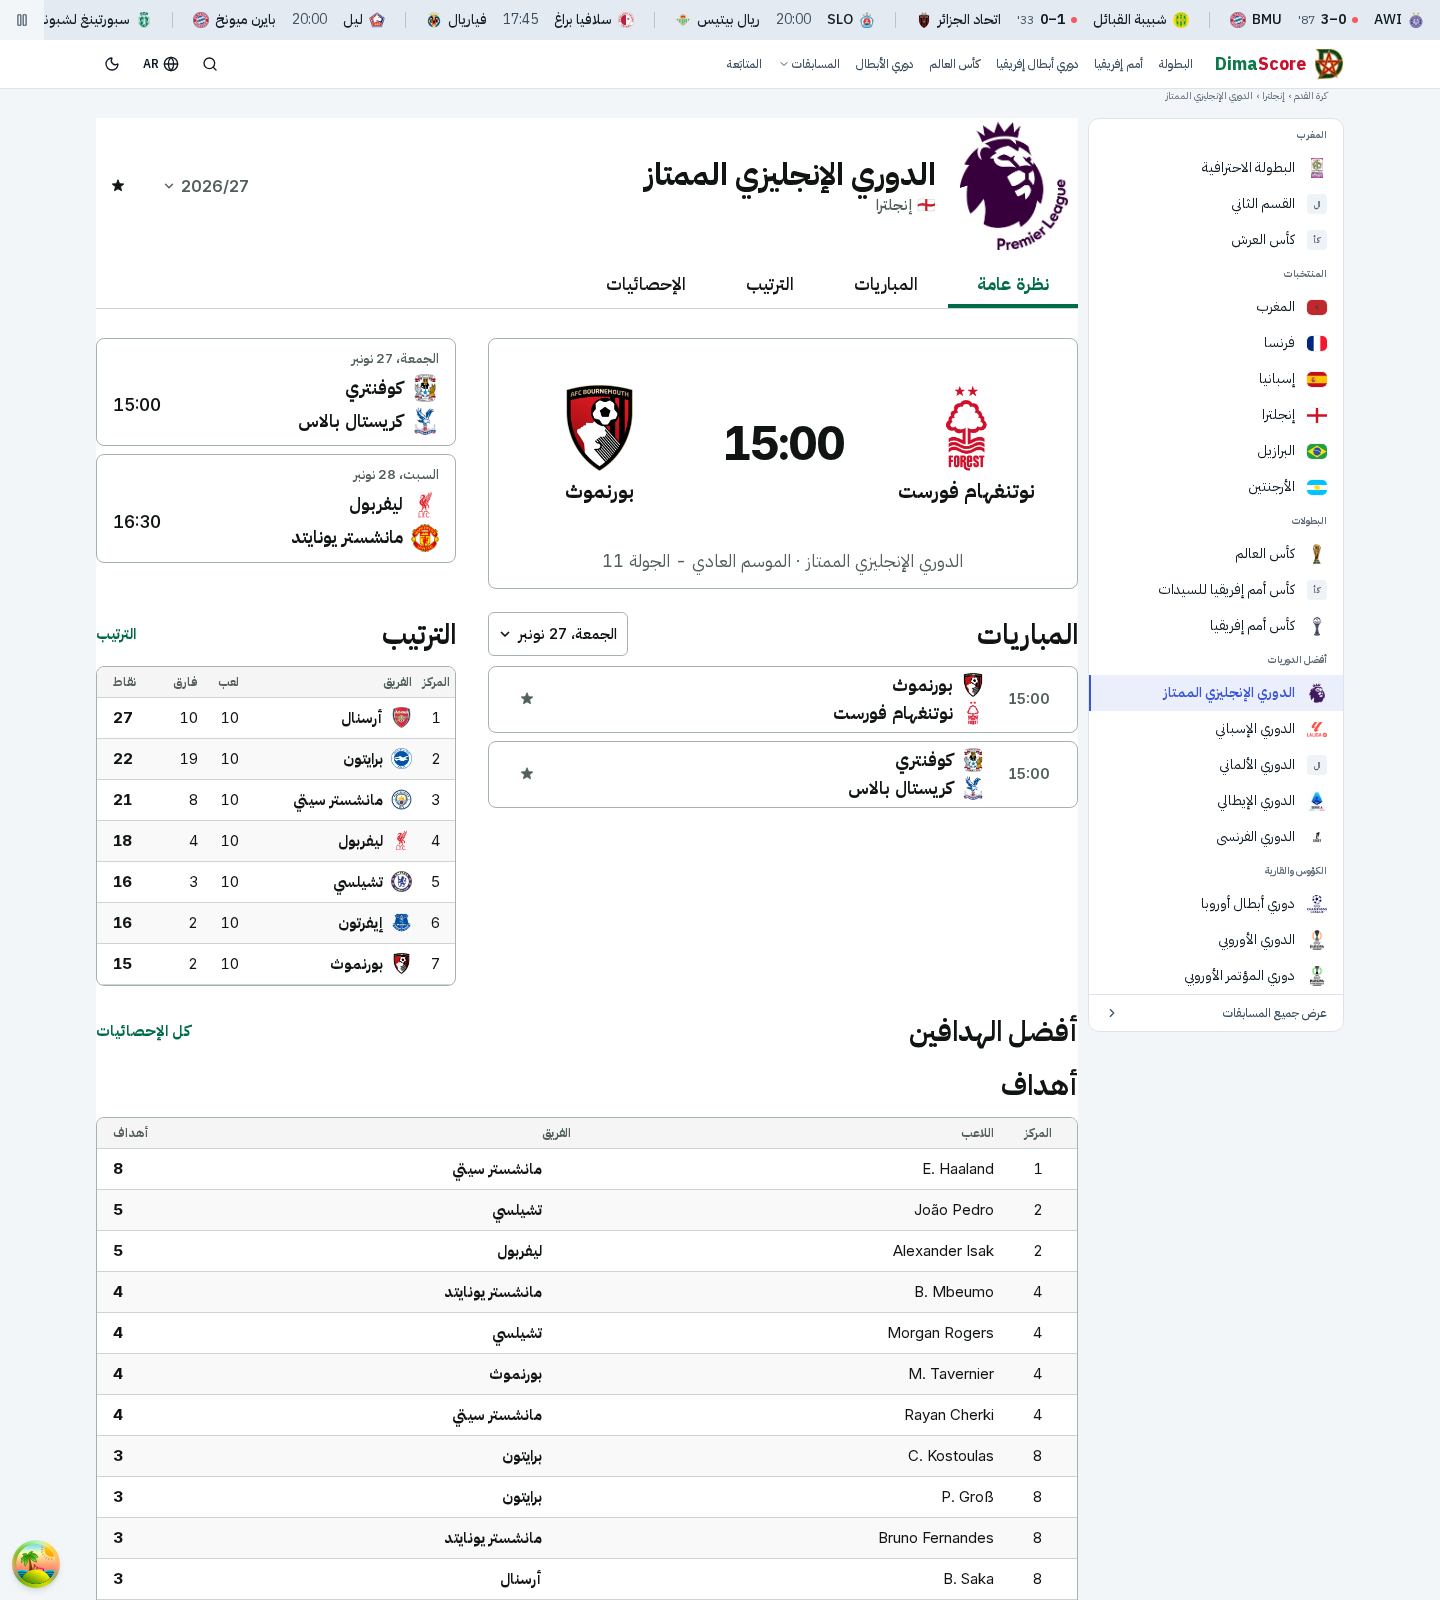 AWI 0–3 '87 BMU
شبيبة القبائل 1–0 '33 اتحاد الجزائر
SLO 20:00 ريال بيتيس
سلافيا براغ 17:45 فياريال
ليل 20:00 بايرن ميونخ
سبورتينغ لشبونة
DimaScore
البطولة
أمم إفريقيا
دوري أبطال إفريقيا
كأس العالم
دوري الأبطال
المسابقات
المتابَعة
AR
كرة القدم › إنجلترا › الدوري الإنجليزي الممتاز
المغرب
البطولة الاحترافية
ال القسم الثاني
كأ كأس العرش
المنتخبات
المغرب
فرنسا
إسبانيا
إنجلترا
البرازيل
الأرجنتين
البطولات
كأس العالم
كأ كأس أمم إفريقيا للسيدات
كأس أمم إفريقيا
أفضل الدوريات
الدوري الإنجليزي الممتاز
الدوري الإسباني
ال الدوري الألماني
الدوري الإيطالي
الدوري الفرنسي
الكؤوس والقارية
دوري أبطال أوروبا
الدوري الأوروبي
دوري المؤتمر الأوروبي
عرض جميع المسابقات
Premier League
الدوري الإنجليزي الممتاز
إنجلترا
2026/27
نظرة عامة
المباريات
الترتيب
الإحصائيات
FOREST
نوتنغهام فورست
15:00
AFC BOURNEMOUTH
بورنموث
الدوري الإنجليزي الممتاز · الموسم العادي - الجولة 11
الجمعة، 27 نونبر
كوفنتري
كريستال بالاس
15:00
السبت، 28 نونبر
ليفربول
مانشستر يونايتد
16:30
المباريات
الجمعة، 27 نونبر
15:00
بورنموث
نوتنغهام فورست
15:00
كوفنتري
كريستال بالاس
الترتيب
الترتيب
المركز الفريق لعب فارق نقاط
1 أرسنال 10 10 27
2 برايتون 10 19 22
3 مانشستر سيتي 10 8 21
4 ليفربول 10 4 18
5 تشيلسي 10 3 16
6 إيفرتون 10 2 16
7 بورنموث 10 2 15
أفضل الهدافين
كل الإحصائيات
أهداف
المركز اللاعب الفريق أهداف
1 E. Haaland مانشستر سيتي 8
2 João Pedro تشيلسي 5
2 Alexander Isak ليفربول 5
4 B. Mbeumo مانشستر يونايتد 4
4 Morgan Rogers تشيلسي 4
4 M. Tavernier بورنموث 4
4 Rayan Cherki مانشستر سيتي 4
8 C. Kostoulas برايتون 3
8 P. Groß برايتون 3
8 Bruno Fernandes مانشستر يونايتد 3
8 B. Saka أرسنال 3